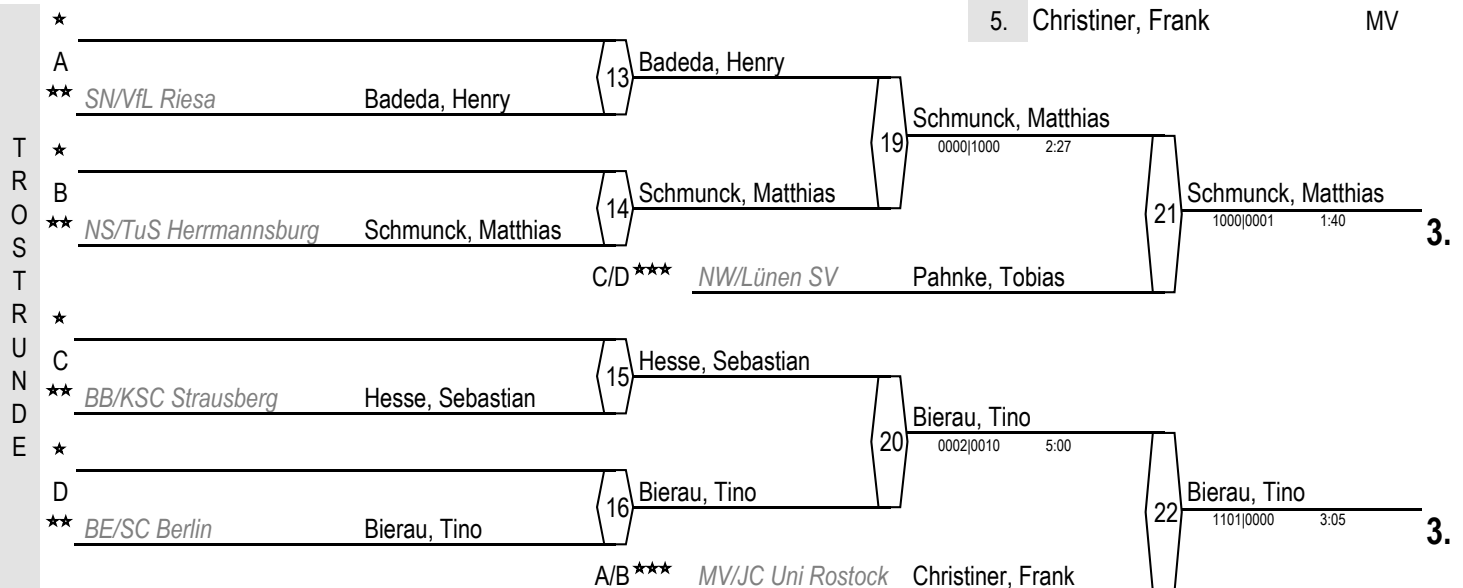 5. Christiner, Frank MV
TROSTRUNDE
A
13 Badeda, Henry
SN/VfL Riesa Badeda, Henry
19 Schmunck, Matthias
0000|1000 2:27
B
14 Schmunck, Matthias
NS/TuS Herrmannsburg Schmunck, Matthias
21 Schmunck, Matthias
1000|0001 1:40
3.
C/D NW/Lünen SV Pahnke, Tobias
C
15 Hesse, Sebastian
BB/KSC Strausberg Hesse, Sebastian
20 Bierau, Tino
0002|0010 5:00
D
16 Bierau, Tino
BE/SC Berlin Bierau, Tino
22 Bierau, Tino
1101|0000 3:05
3.
A/B MV/JC Uni Rostock Christiner, Frank